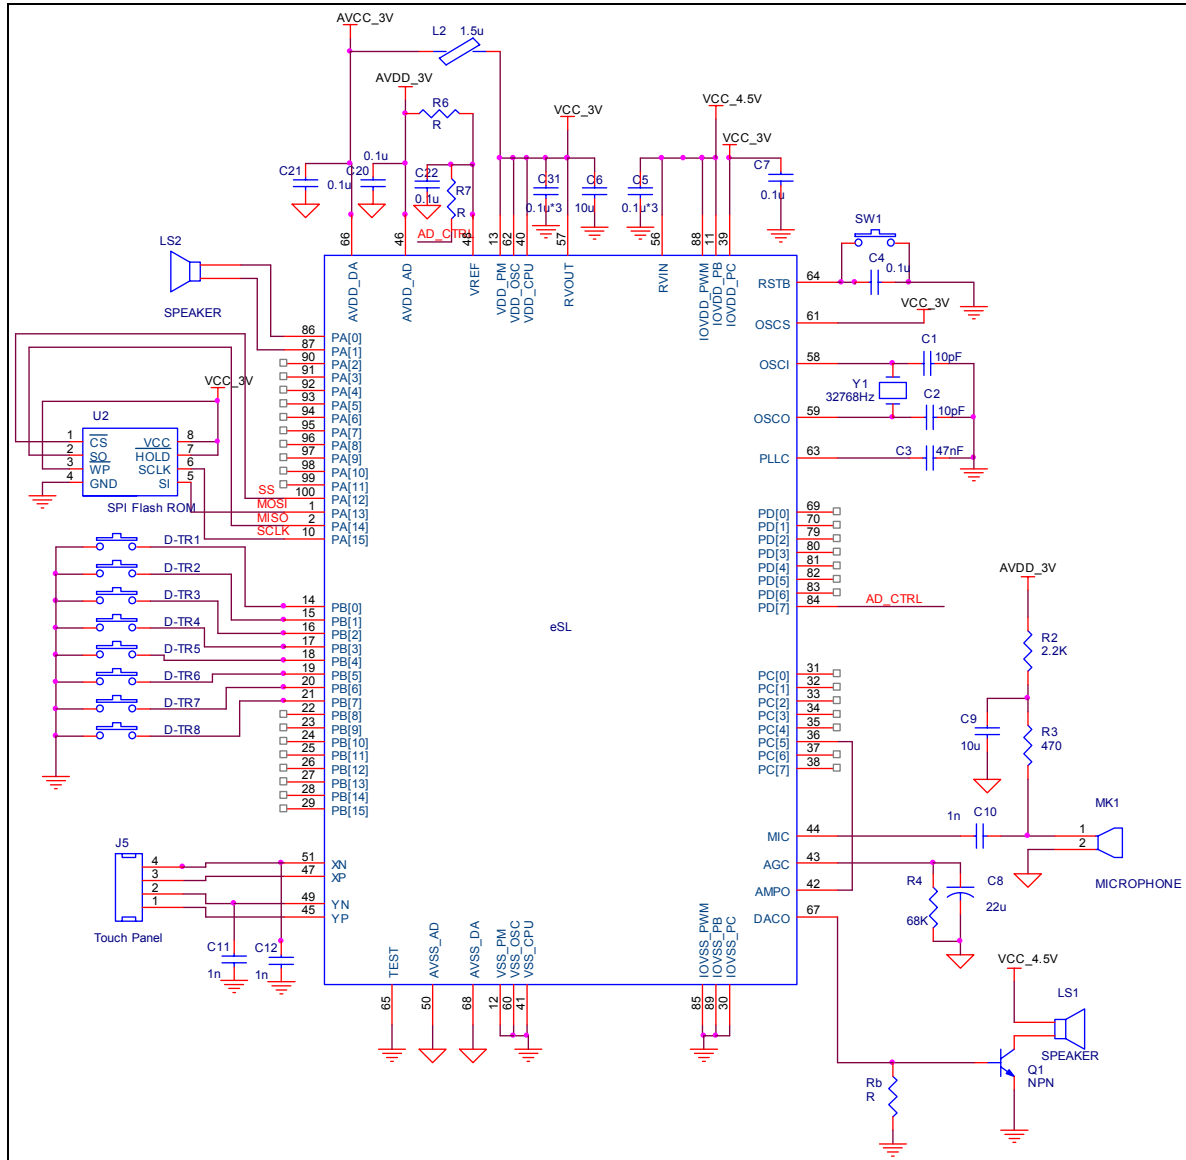 AVCC_3V
L2 1.5u
AVDD_3V
R6
R
VCC_3V
VCC_4.5V
VCC_3V
C21
0.1u
0.1u
C20
C22
0.1u
R7
R
AD_CTRL
C31
0.1u*3
C6
10u
C5
0.1u*3
C7
0.1u
66
46
48
13
62
40
57
56
88
11
39
AVDD_DA
AVDD_AD
VREF
VDD_PM
VDD_OSC
VDD_CPU
RVOUT
RVIN
IOVDD_PWM
IOVDD_PB
IOVDD_PC
SW1
C4
0.1u
64 RSTB
VCC_3V
61 OSCS
C1
10pF
58 OSCI
Y1
32768Hz
C2
10pF
59 OSCO
63 PLLC
C3 47nF
LS2
SPEAKER
86 PA[0]
87 PA[1]
90 PA[2]
91 PA[3]
92 PA[4]
93 PA[5]
94 PA[6]
95 PA[7]
96 PA[8]
97 PA[9]
98 PA[10]
99 PA[11]
SS 100 PA[12]
MOSI 1 PA[13]
MISO 2 PA[14]
SCLK 10 PA[15]
VCC_3V
U2
1 CS VCC 8
2 SO HOLD 7
3 WP SCLK 6
4 GND SI 5
SPI Flash ROM
D-TR1
D-TR2
D-TR3
D-TR4
D-TR5
D-TR6
D-TR7
D-TR8
14 PB[0]
15 PB[1]
16 PB[2]
17 PB[3]
18 PB[4]
19 PB[5]
20 PB[6]
21 PB[7]
22 PB[8]
23 PB[9]
24 PB[10]
25 PB[11]
26 PB[12]
27 PB[13]
28 PB[14]
29 PB[15]
eSL
PD[0] 69
PD[1] 70
PD[2] 79
PD[3] 80
PD[4] 81
PD[5] 82
PD[6] 83
PD[7] 84
AD_CTRL
PC[0] 31
PC[1] 32
PC[2] 33
PC[3] 34
PC[4] 35
PC[5] 36
PC[6] 37
PC[7] 38
AVDD_3V
R2
2.2K
C9
10u
R3
470
1n C10
MK1
1
2
MICROPHONE
MIC 44
AGC 43
AMPO 42
DACO 67
R4
68K
C8
22u
J5
4
3
2
1
Touch Panel
51 XN
47 XP
49 YN
45 YP
C11
1n
C12
1n
TEST
AVSS_AD
AVSS_DA
VSS_PM
VSS_OSC
VSS_CPU
IOVSS_PWM
IOVSS_PB
IOVSS_PC
65
50
68
12
60
41
85
89
30
VCC_4.5V
LS1
SPEAKER
Q1
NPN
Rb
R